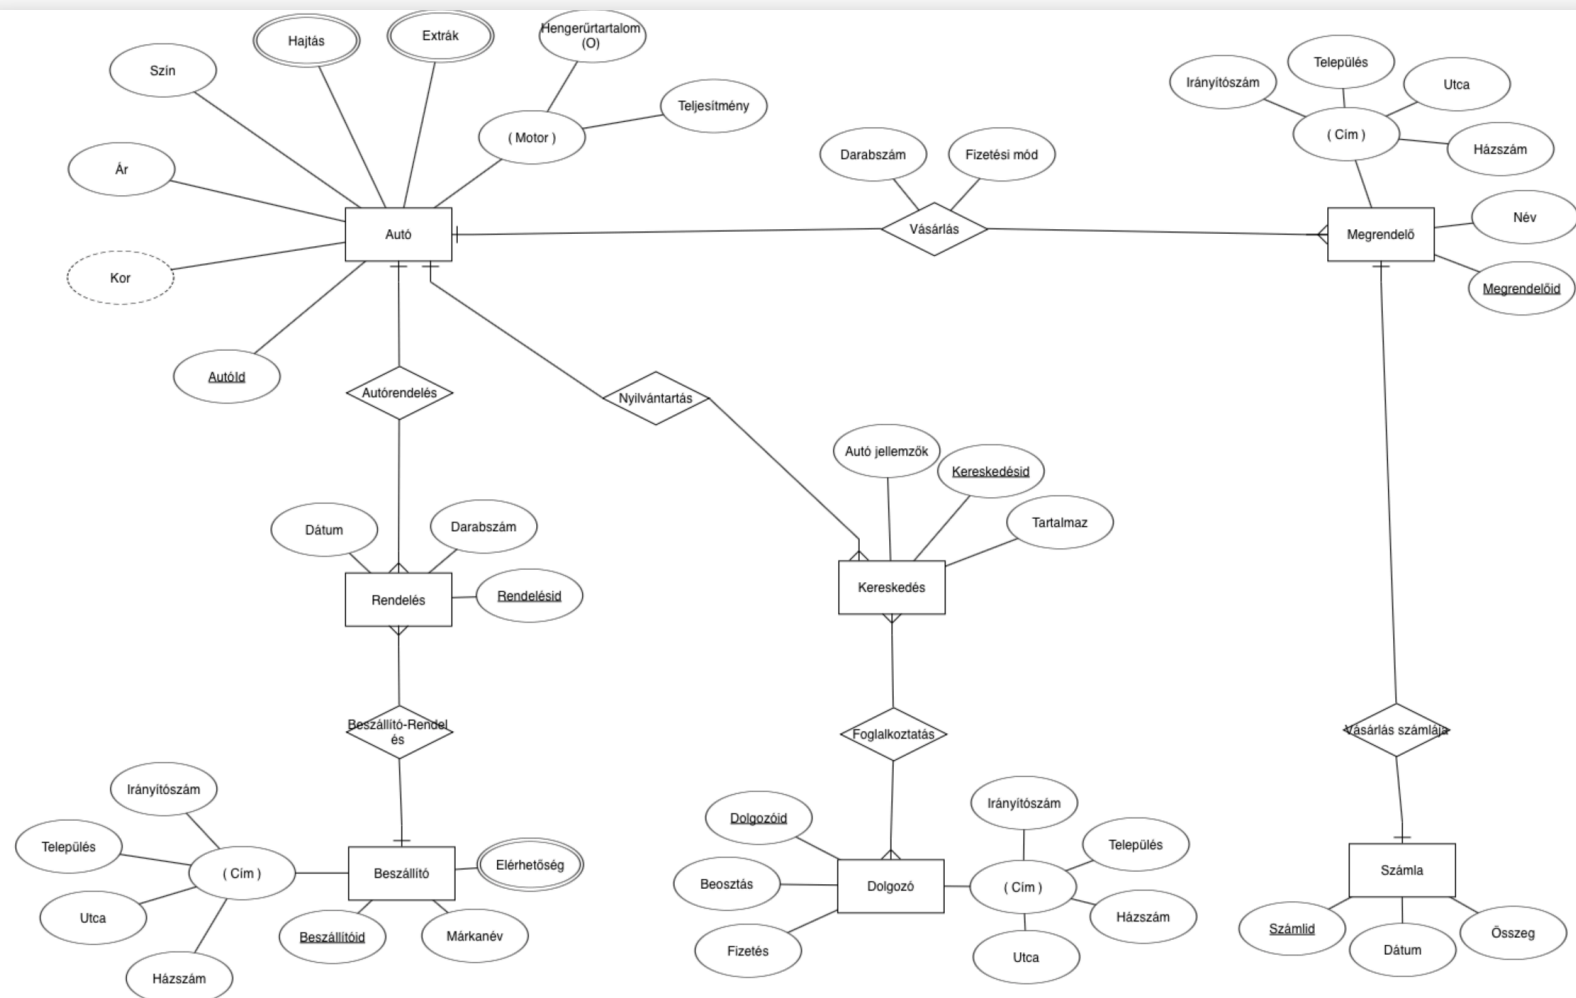 Hajtás
Extrák
Hengerűrtartalom
(O)
Szín
Teljesítmény
( Motor )
Ár
Kor
AutóId
Autó
Darabszám
Fizetési mód
Vásárlás
Irányítószám
Település
Utca
( Cím )
Házszám
Megrendelő
Név
Megrendelőid
Autórendelés
Nyilvántartás
Autó jellemzők
Kereskedésid
Tartalmaz
Kereskedés
Dátum
Darabszám
Rendelés
Rendelésid
Beszállító-Rendel
és
Foglalkoztatás
Vásárlás számlája
Irányítószám
Település
( Cím )
Utca
Házszám
Beszállító
Elérhetőség
Beszállítóid
Márkanév
Dolgozóid
Beosztás
Fizetés
Dolgozó
Irányítószám
Település
( Cím )
Házszám
Utca
Számla
Számlid
Dátum
Összeg